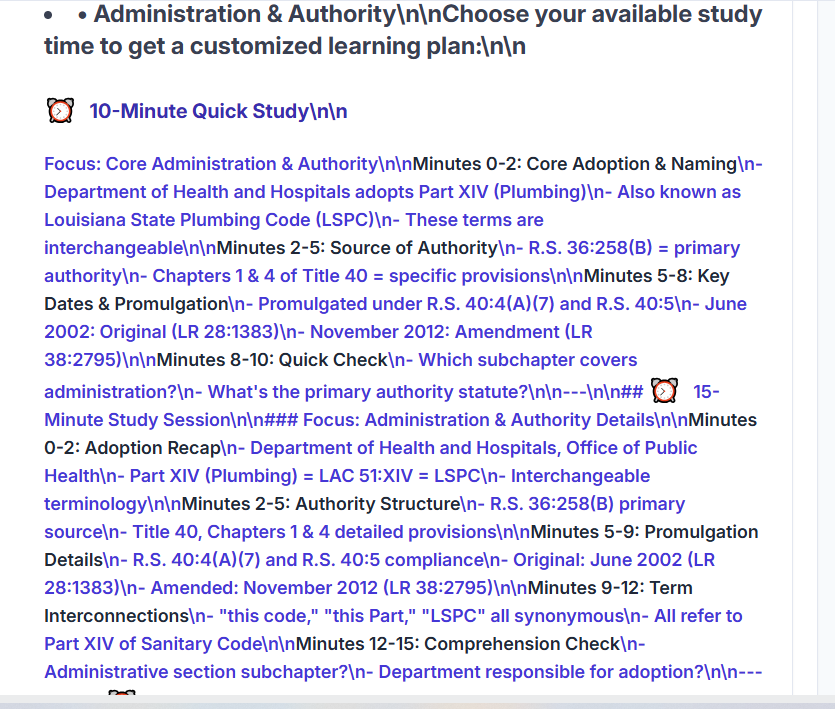 • • Administration & Authority\n\nChoose your available study
time to get a customized learning plan:\n\n
⏰ 10-Minute Quick Study\n\n
Focus: Core Administration & Authority\n\nMinutes 0-2: Core Adoption & Naming\n-
Department of Health and Hospitals adopts Part XIV (Plumbing)\n- Also known as
Louisiana State Plumbing Code (LSPC)\n- These terms are
interchangeable\n\nMinutes 2-5: Source of Authority\n- R.S. 36:258(B) = primary
authority\n- Chapters 1 & 4 of Title 40 = specific provisions\n\nMinutes 5-8: Key
Dates & Promulgation\n- Promulgated under R.S. 40:4(A)(7) and R.S. 40:5\n- June
2002: Original (LR 28:1383)\n- November 2012: Amendment (LR
38:2795)\n\nMinutes 8-10: Quick Check\n- Which subchapter covers
administration?\n- What's the primary authority statute?\n\n---\n\n## ⏰ 15-
Minute Study Session\n\n### Focus: Administration & Authority Details\n\nMinutes
0-2: Adoption Recap\n- Department of Health and Hospitals, Office of Public
Health\n- Part XIV (Plumbing) = LAC 51:XIV = LSPC\n- Interchangeable
terminology\n\nMinutes 2-5: Authority Structure\n- R.S. 36:258(B) primary
source\n- Title 40, Chapters 1 & 4 detailed provisions\n\nMinutes 5-9: Promulgation
Details\n- R.S. 40:4(A)(7) and R.S. 40:5 compliance\n- Original: June 2002 (LR
28:1383)\n- Amended: November 2012 (LR 38:2795)\n\nMinutes 9-12: Term
Interconnections\n- "this code," "this Part," "LSPC" all synonymous\n- All refer to
Part XIV of Sanitary Code\n\nMinutes 12-15: Comprehension Check\n-
Administrative section subchapter?\n- Department responsible for adoption?\n\n---